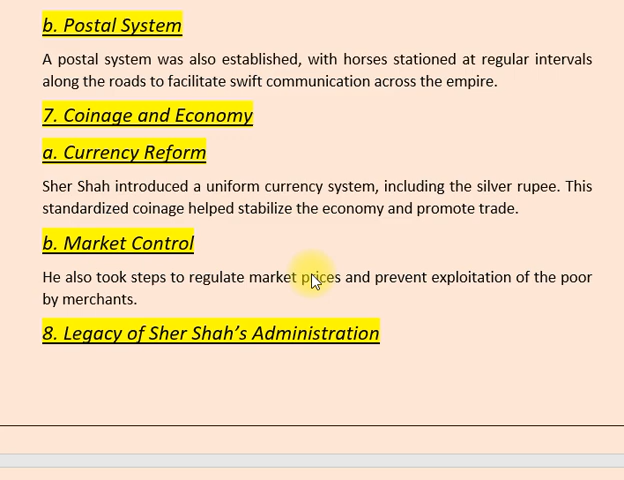 b. Postal System
A postal system was also established, with horses stationed at regular intervals
along the roads to facilitate swift communication across the empire.
7. Coinage and Economy
a. Currency Reform
Sher Shah introduced a uniform currency system, including the silver rupee. This
standardized coinage helped stabilize the economy and promote trade.
b. Market Control
He also took steps to regulate market prices and prevent exploitation of the poor
by merchants.
8. Legacy of Sher Shah’s Administration